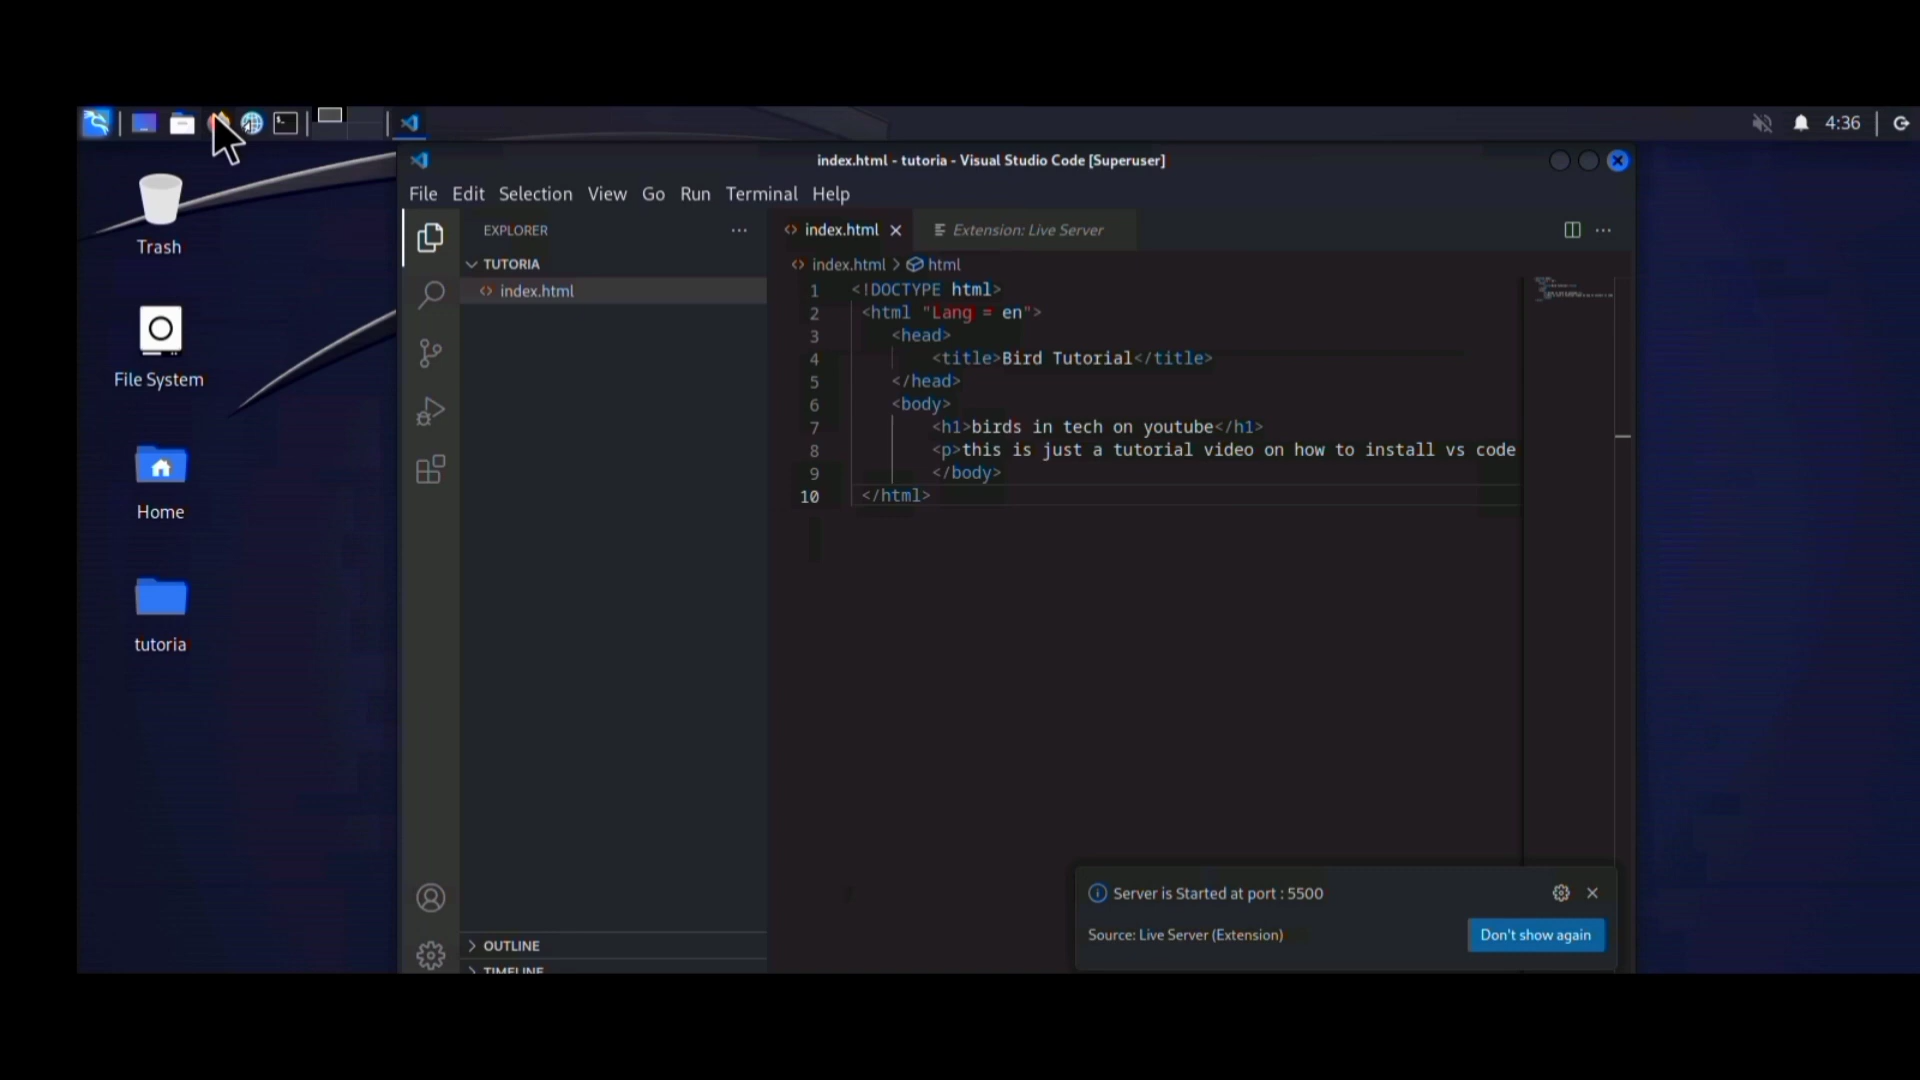 4:36
index.html - tutoria - Visual Studio Code [Superuser]
File Edit Selection View Go Run Terminal Help
Trash
File System
Home
tutoria
EXPLORER
TUTORIA
index.html
index.html
Extension: Live Server
index.html > html
1 <!DOCTYPE html>
2 <html "Lang = en">
3 <head>
4 <title>Bird Tutorial</title>
5 </head>
6 <body>
7 <h1>birds in tech on youtube</h1>
8 <p>this is just a tutorial video on how to install vs code
9 </body>
10 </html>
OUTLINE
TIMELINE
Server is Started at port : 5500
Source: Live Server (Extension)
Don't show again